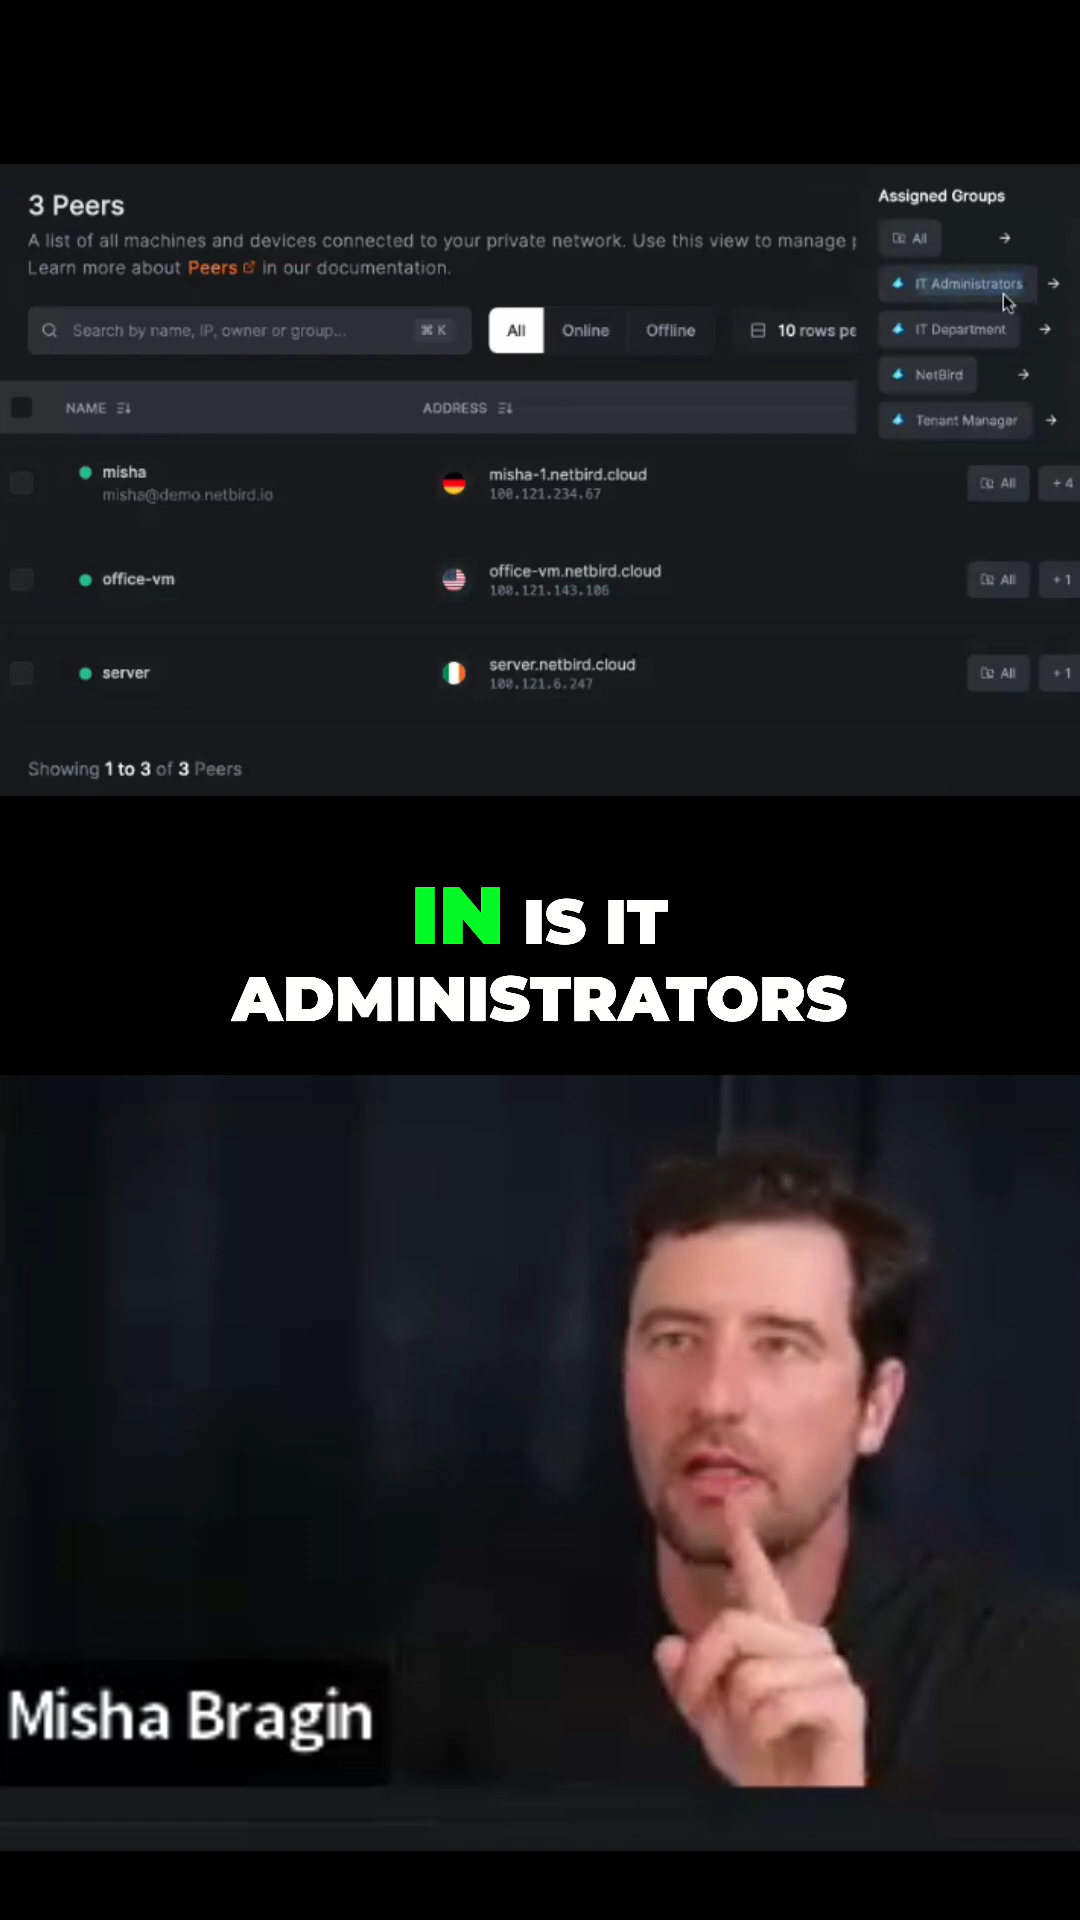 3 Peers
A list of all machines and devices connected to your private network. Use this view to manage
Learn more about Peers in our documentation.
Search by name, IP, owner or group...
⌘ K
All
Online
Offline
10 rows pe
Assigned Groups
All
IT Administrators
IT Department
NetBird
Tenant Manager
NAME
ADDRESS
misha
misha@demo.netbird.io
misha-1.netbird.cloud
100.121.234.67
All
+ 4
office-vm
office-vm.netbird.cloud
100.121.143.106
All
+ 1
server
server.netbird.cloud
100.121.6.247
All
+ 1
Showing 1 to 3 of 3 Peers
IN IS IT
ADMINISTRATORS
Misha Bragin